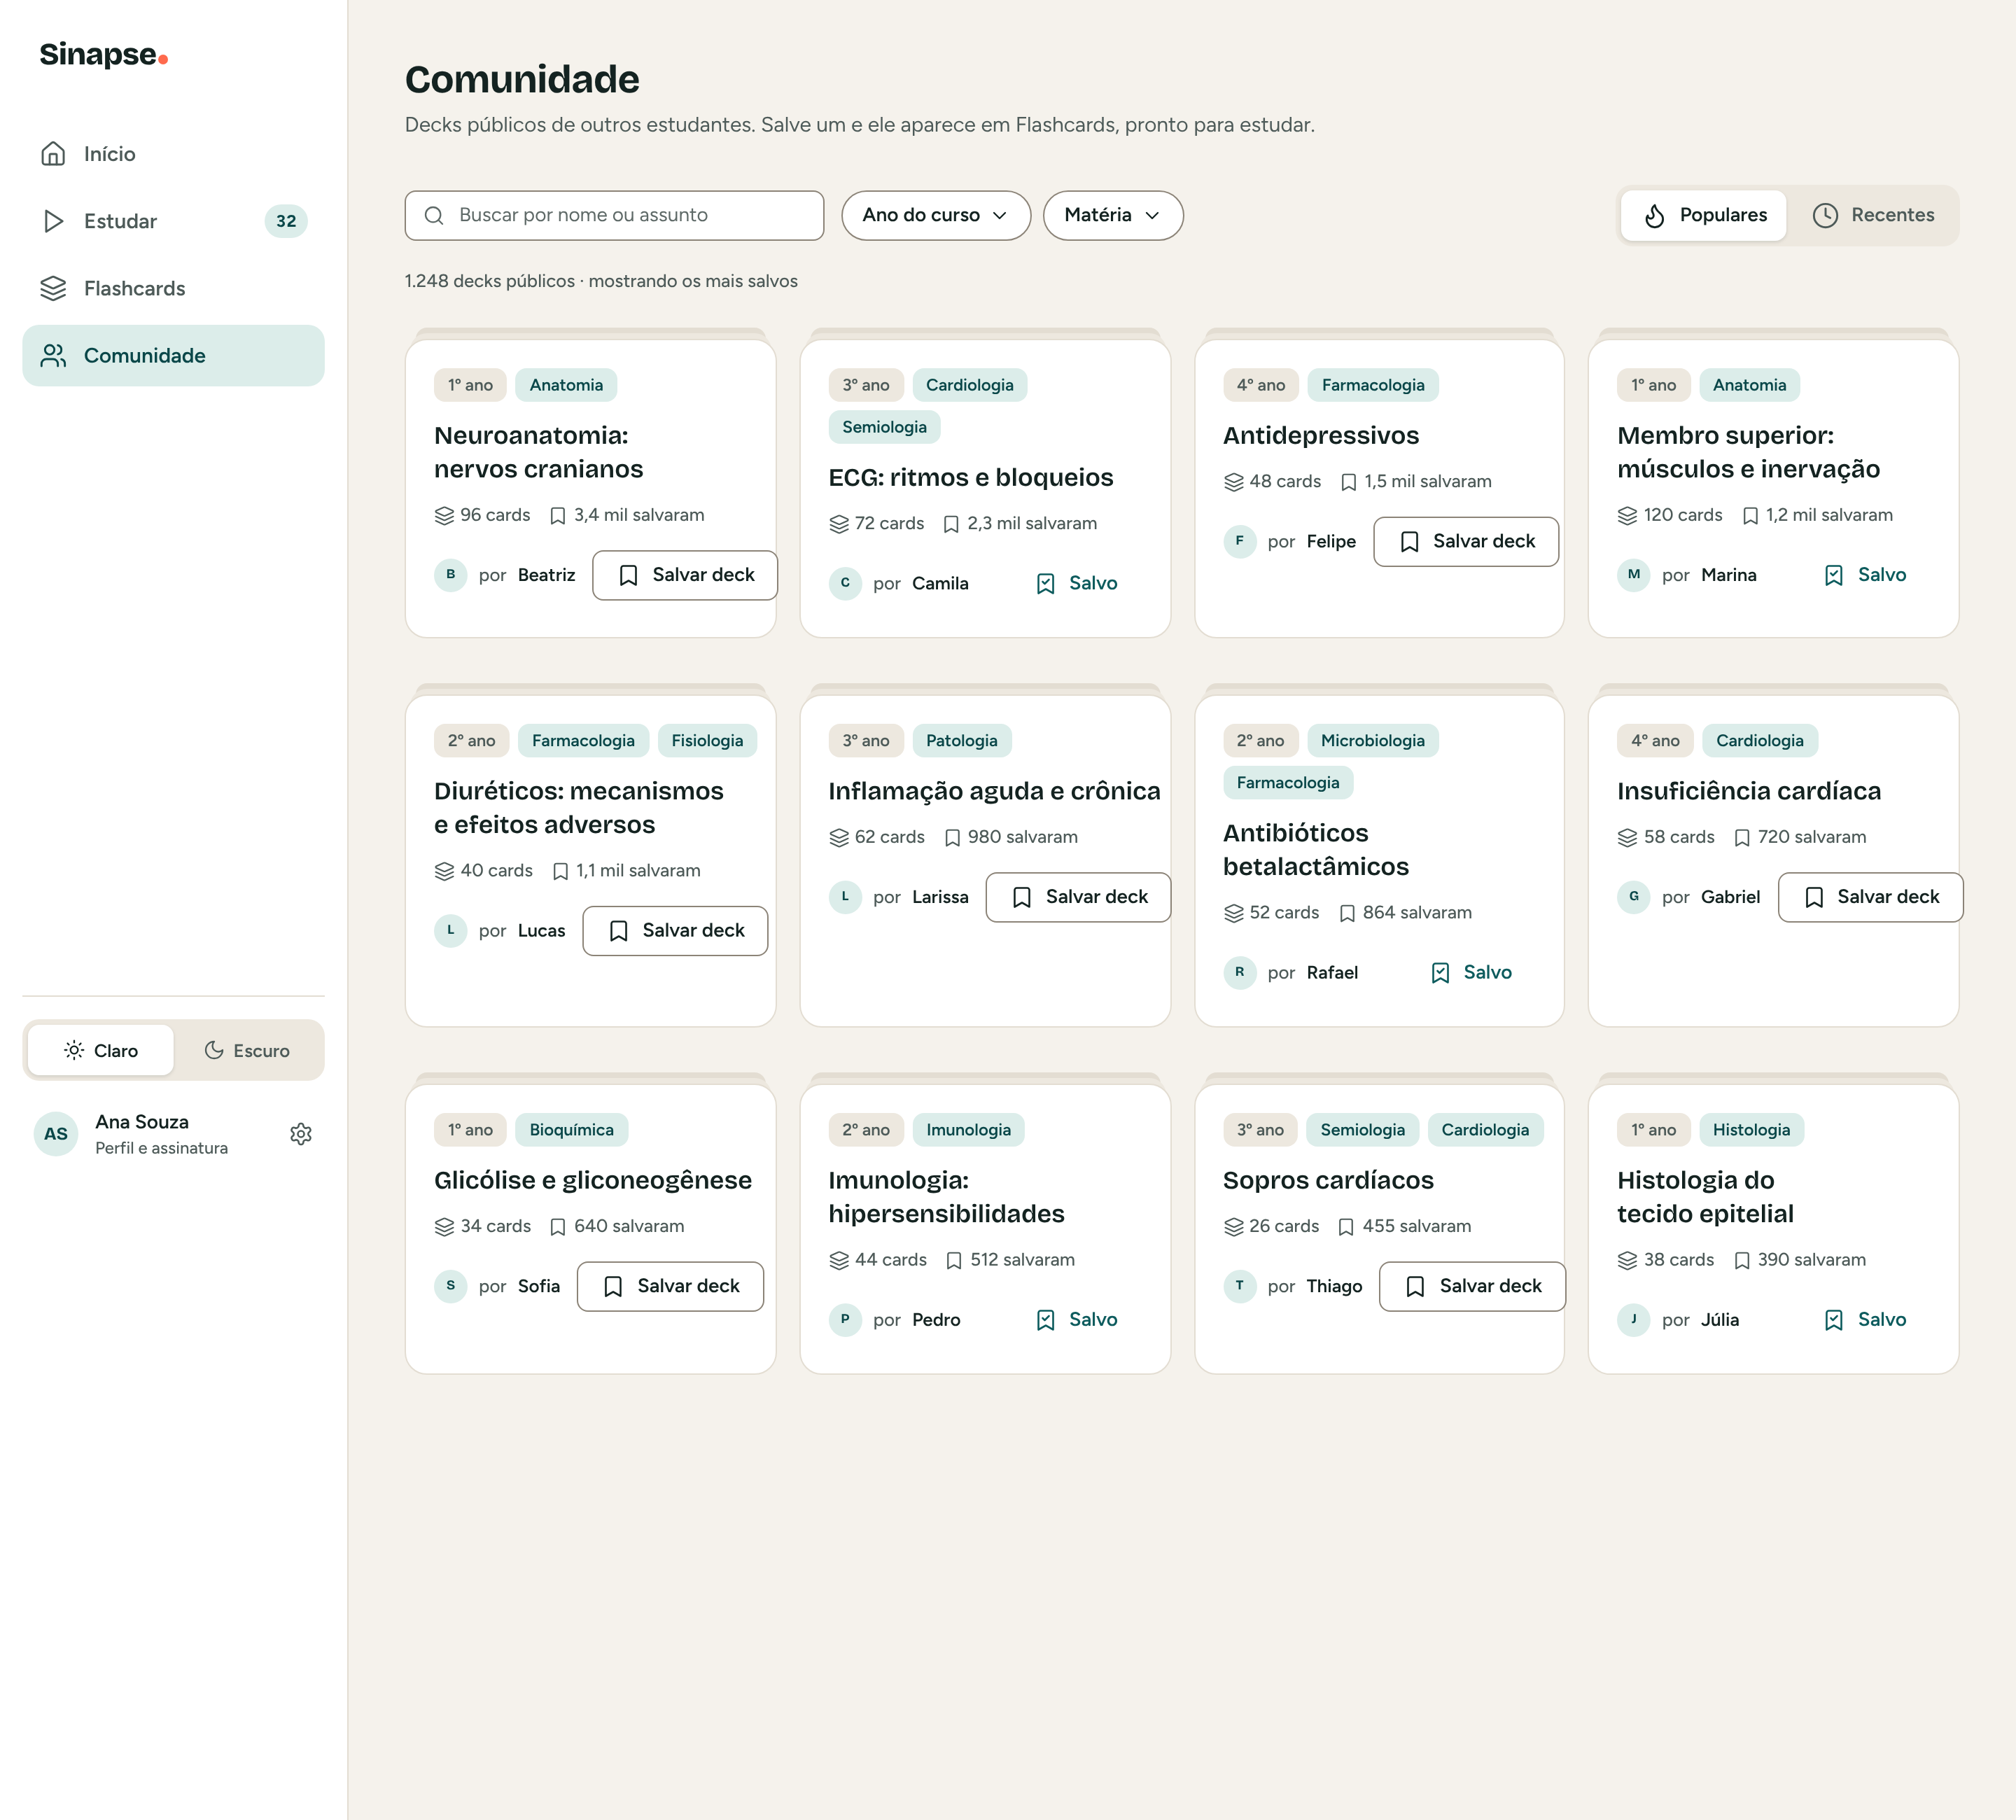 Sinapse.
Início
Estudar 32
Flashcards
Comunidade
Claro Escuro
AS Ana Souza
Perfil e assinatura
Comunidade
Decks públicos de outros estudantes. Salve um e ele aparece em Flashcards, pronto para estudar.
Buscar por nome ou assunto Ano do curso Matéria Populares Recentes
1.248 decks públicos · mostrando os mais salvos
1º ano Anatomia
Neuroanatomia:
nervos cranianos
96 cards 3,4 mil salvaram
B por Beatriz Salvar deck
3º ano Cardiologia
Semiologia
ECG: ritmos e bloqueios
72 cards 2,3 mil salvaram
C por Camila Salvo
4º ano Farmacologia
Antidepressivos
48 cards 1,5 mil salvaram
F por Felipe Salvar deck
1º ano Anatomia
Membro superior:
músculos e inervação
120 cards 1,2 mil salvaram
M por Marina Salvo
2º ano Farmacologia Fisiologia
Diuréticos: mecanismos
e efeitos adversos
40 cards 1,1 mil salvaram
L por Lucas Salvar deck
3º ano Patologia
Inflamação aguda e crônica
62 cards 980 salvaram
L por Larissa Salvar deck
2º ano Microbiologia
Farmacologia
Antibióticos
betalactâmicos
52 cards 864 salvaram
R por Rafael Salvo
4º ano Cardiologia
Insuficiência cardíaca
58 cards 720 salvaram
G por Gabriel Salvar deck
1º ano Bioquímica
Glicólise e gliconeogênese
34 cards 640 salvaram
S por Sofia Salvar deck
2º ano Imunologia
Imunologia:
hipersensibilidades
44 cards 512 salvaram
P por Pedro Salvo
3º ano Semiologia Cardiologia
Sopros cardíacos
26 cards 455 salvaram
T por Thiago Salvar deck
1º ano Histologia
Histologia do
tecido epitelial
38 cards 390 salvaram
J por Júlia Salvo